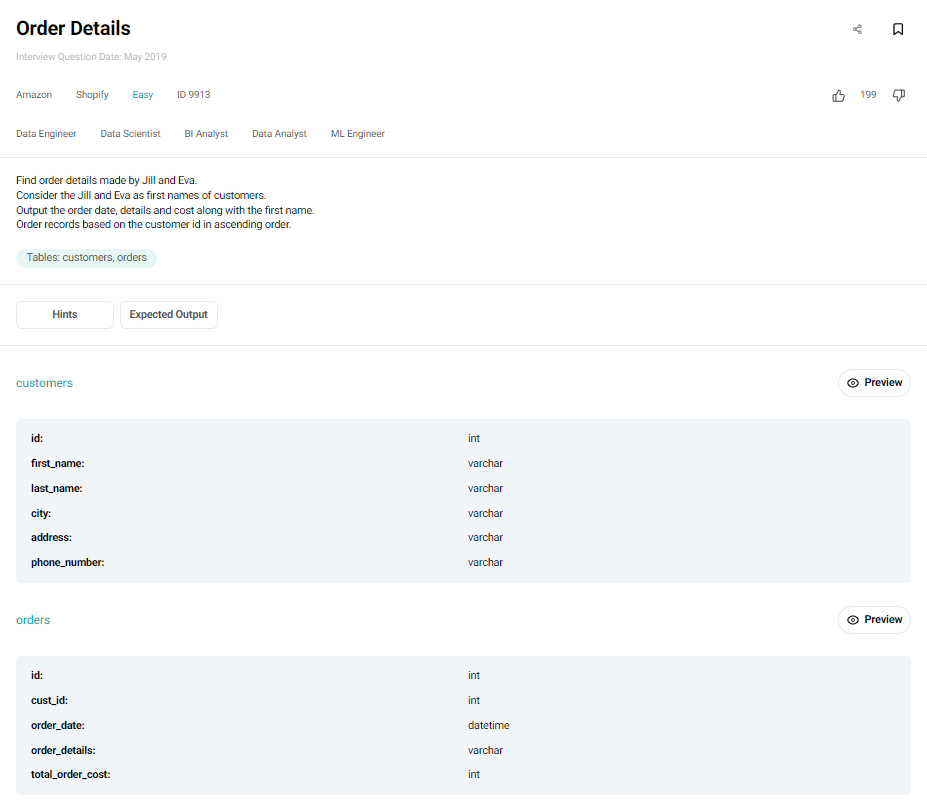 Order Details
Interview Question Date: May 2019
Amazon Shopify Easy ID 9913
199
Data Engineer Data Scientist BI Analyst Data Analyst ML Engineer
Find order details made by Jill and Eva.
Consider the Jill and Eva as first names of customers.
Output the order date, details and cost along with the first name.
Order records based on the customer id in ascending order.
Tables: customers, orders
Hints Expected Output
customers Preview
id: int
first_name: varchar
last_name: varchar
city: varchar
address: varchar
phone_number: varchar
orders Preview
id: int
cust_id: int
order_date: datetime
order_details: varchar
total_order_cost: int